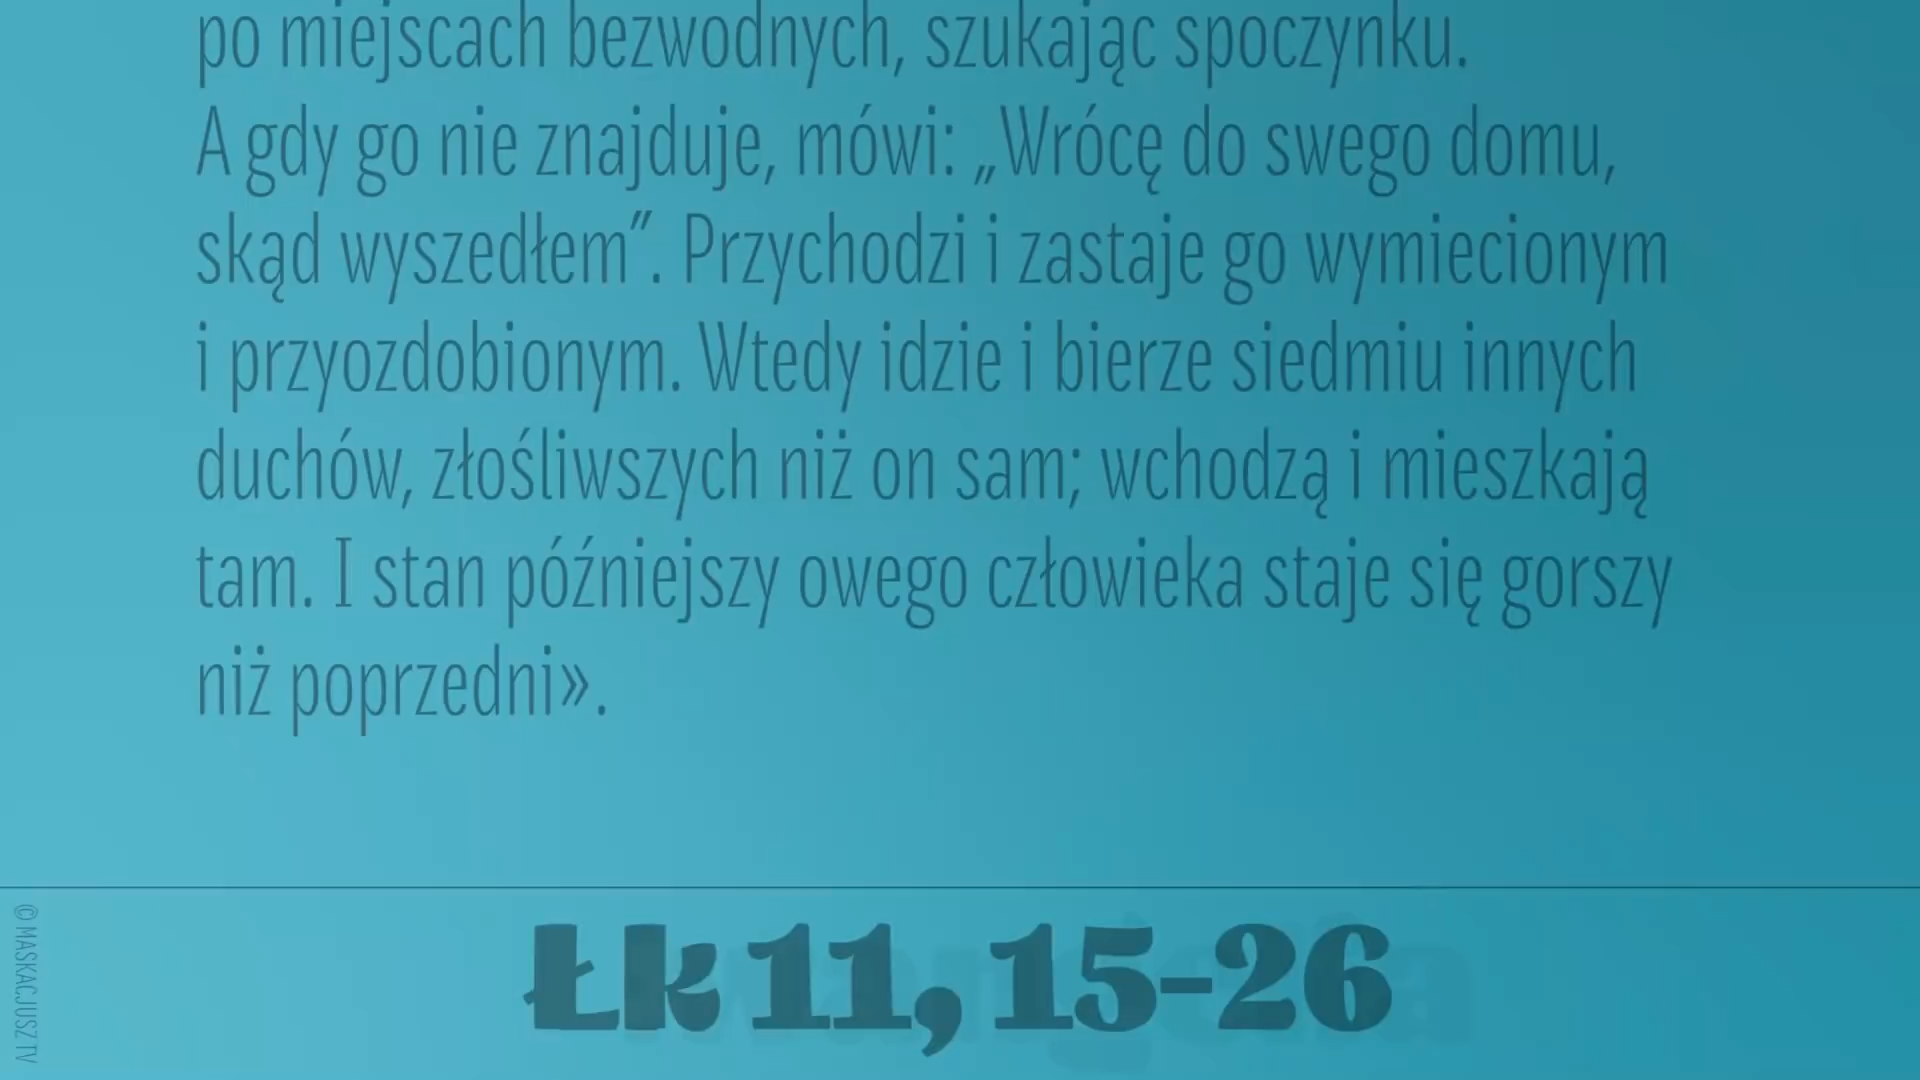 po miejscach bezwodnych, szukając spoczynku.
A gdy go nie znajduje, mówi: „Wrócę do swego domu,
skąd wyszedłem”. Przychodzi i zastaje go wymiecionym
i przyozdobionym. Wtedy idzie i bierze siedmiu innych
duchów, złośliwszych niż on sam; wchodzą i mieszkają
tam. I stan późniejszy owego człowieka staje się gorszy
niż poprzedni».
Łk 11, 15-26
© MASKACJUSZ TV